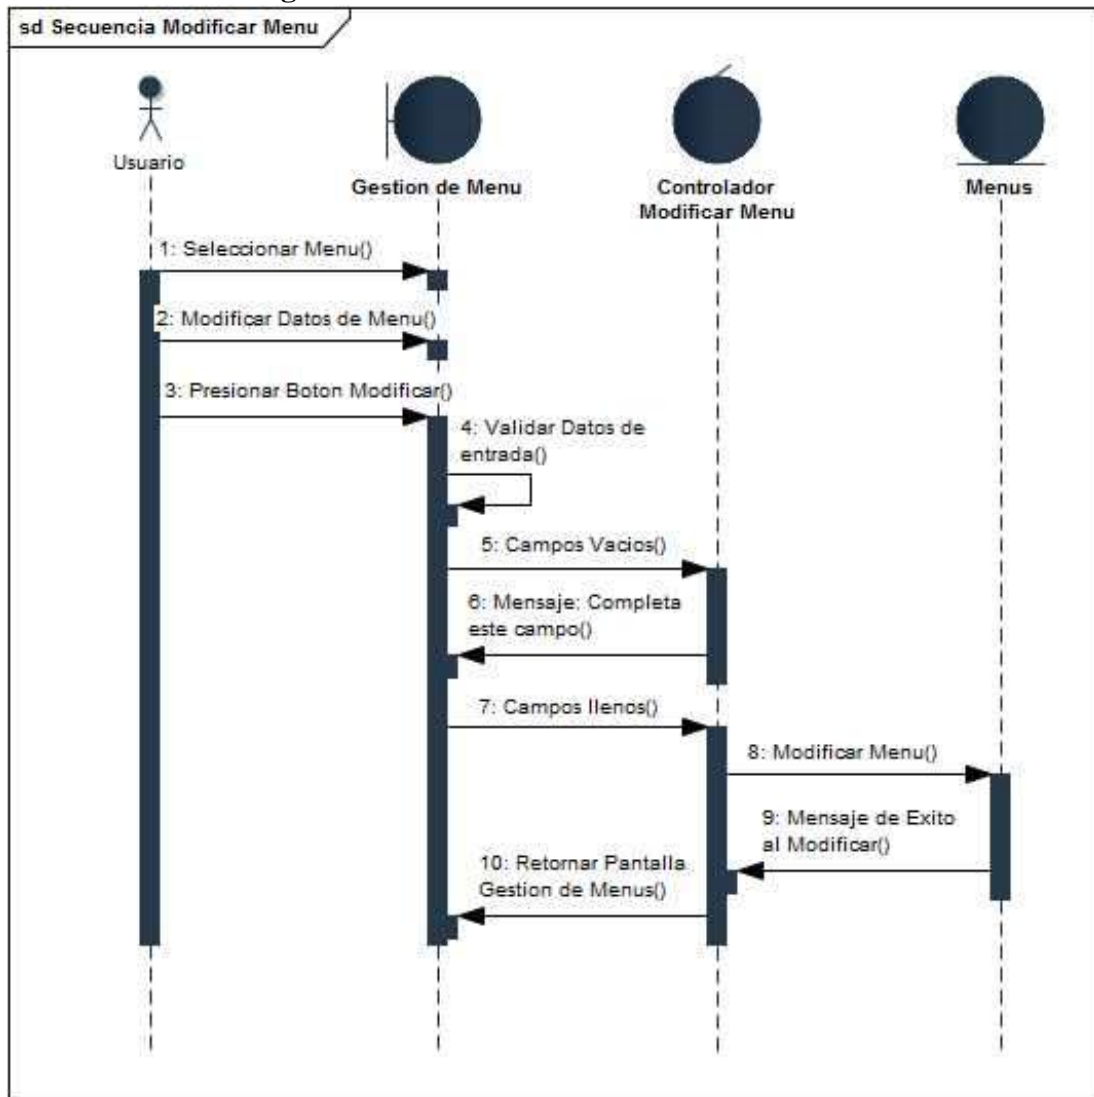 sd Secuencia Modificar Menu
Usuario
Gestion de Menu
Controlador
Modificar Menu
Menus
1: Seleccionar Menu()
2: Modificar Datos de Menu()
3: Presionar Boton Modificar()
4: Validar Datos de
entrada()
5: Campos Vacios()
6: Mensaje: Completa
este campo()
7: Campos llenos()
8: Modificar Menu()
9: Mensaje de Exito
al Modificar()
10: Retornar Pantalla
Gestion de Menus()